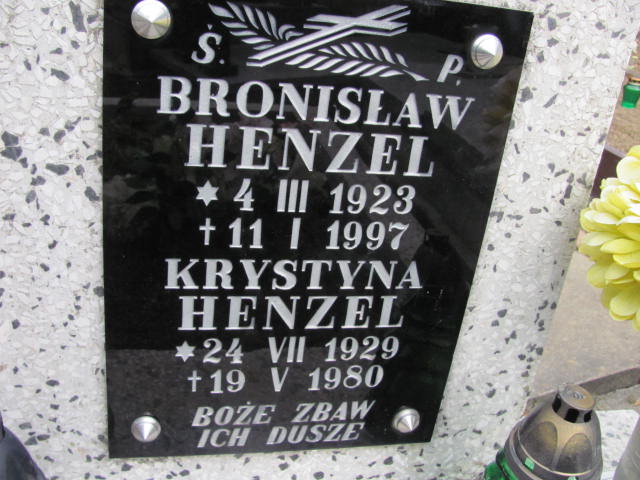 Ś. P.
BRONISŁAW
HENZEL
✶ 4 III 1923
† 11 I 1997
KRYSTYNA
HENZEL
✶ 24 VII 1929
† 19 V 1980
BOŻE ZBAW
ICH DUSZE